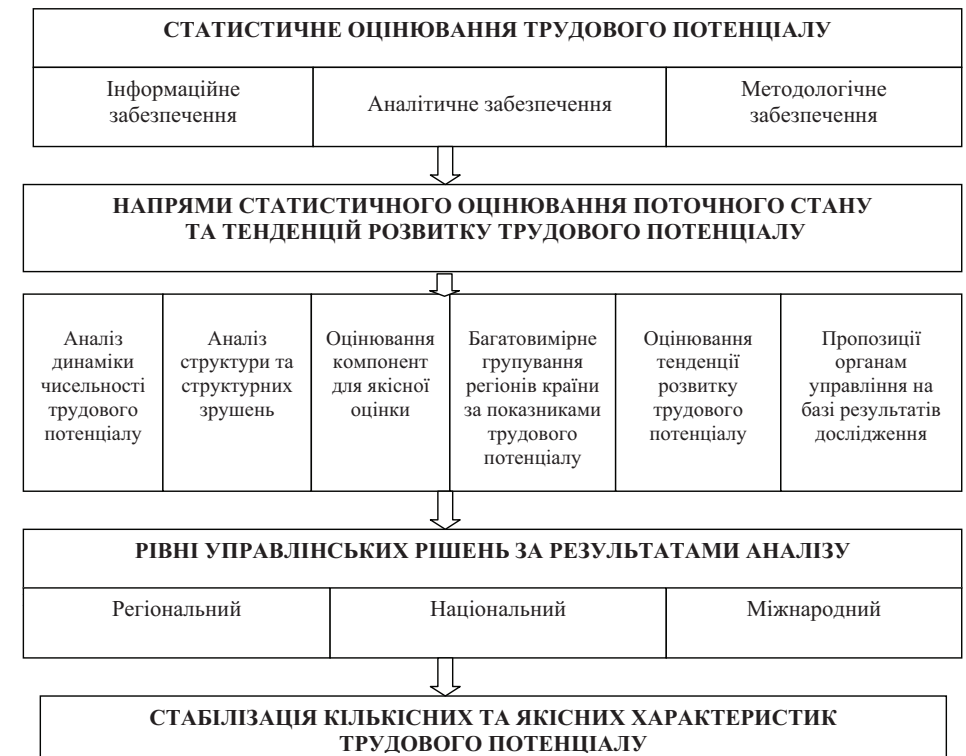 СТАТИСТИЧНЕ ОЦІНЮВАННЯ ТРУДОВОГО ПОТЕНЦІАЛУ
Інформаційне
забезпечення
Аналітичне забезпечення
Методологічне
забезпечення
НАПРЯМИ СТАТИСТИЧНОГО ОЦІНЮВАННЯ ПОТОЧНОГО СТАНУ
ТА ТЕНДЕНЦІЙ РОЗВИТКУ ТРУДОВОГО ПОТЕНЦІАЛУ
Аналіз
динаміки
чисельності
трудового
потенціалу
Аналіз
структури та
структурних
зрушень
Оцінювання
компонент
для якісної
оцінки
Багатовимірне
групування
регіонів країни
за показниками
трудового
потенціалу
Оцінювання
тенденції
розвитку
трудового
потенціалу
Пропозиції
органам
управління на
базі результатів
дослідження
РІВНІ УПРАВЛІНСЬКИХ РІШЕНЬ ЗА РЕЗУЛЬТАТАМИ АНАЛІЗУ
Регіональний
Національний
Міжнародний
СТАБІЛІЗАЦІЯ КІЛЬКІСНИХ ТА ЯКІСНИХ ХАРАКТЕРИСТИК
ТРУДОВОГО ПОТЕНЦІАЛУ